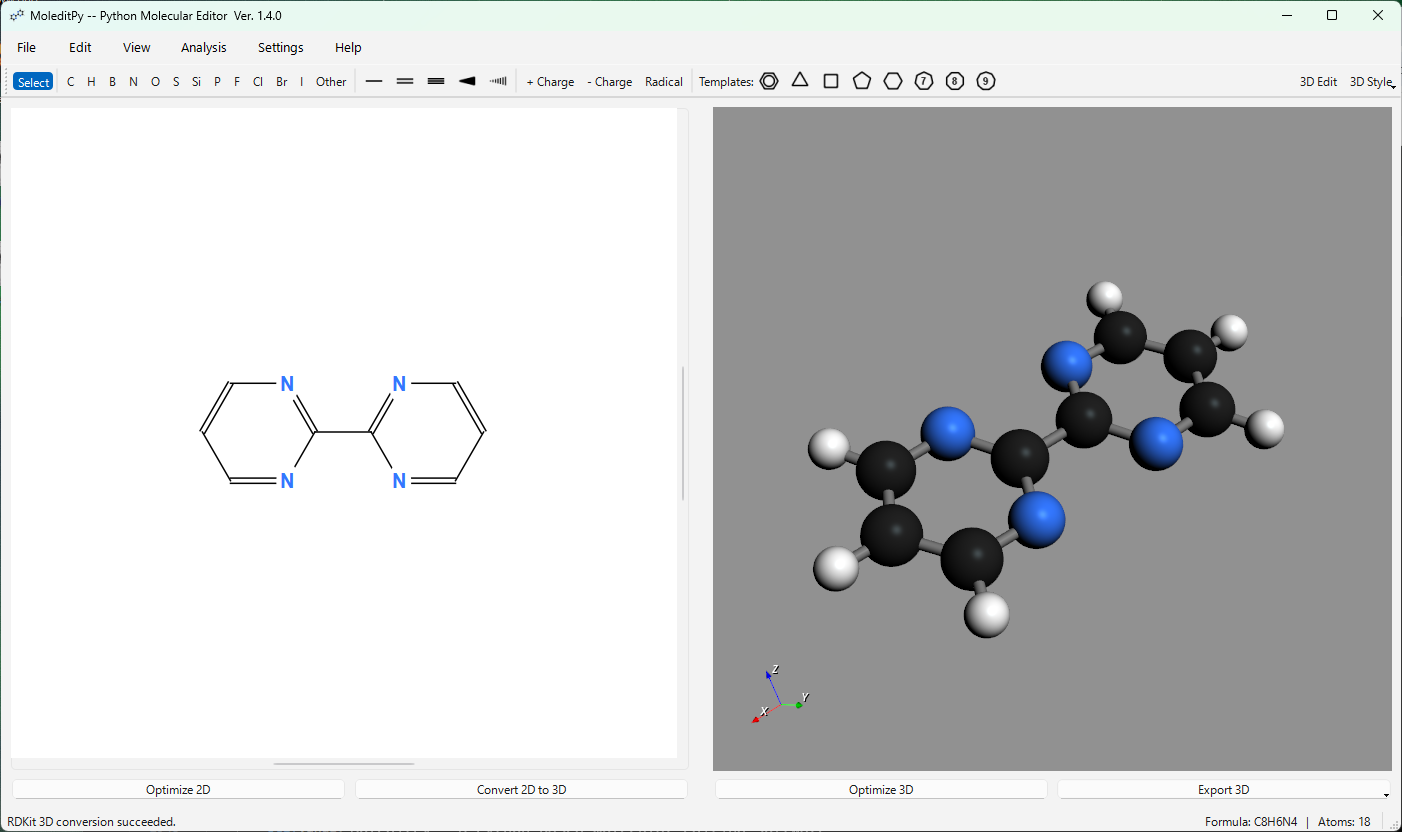 MoleditPy -- Python Molecular Editor Ver. 1.4.0
File Edit View Analysis Settings Help
Select C H B N O S Si P F Cl Br I Other + Charge - Charge Radical Templates: 7 8 9 3D Edit 3D Style
N N
N N
Z
Y
X
Optimize 2D Convert 2D to 3D Optimize 3D Export 3D
RDKit 3D conversion succeeded. Formula: C8H6N4 | Atoms: 18